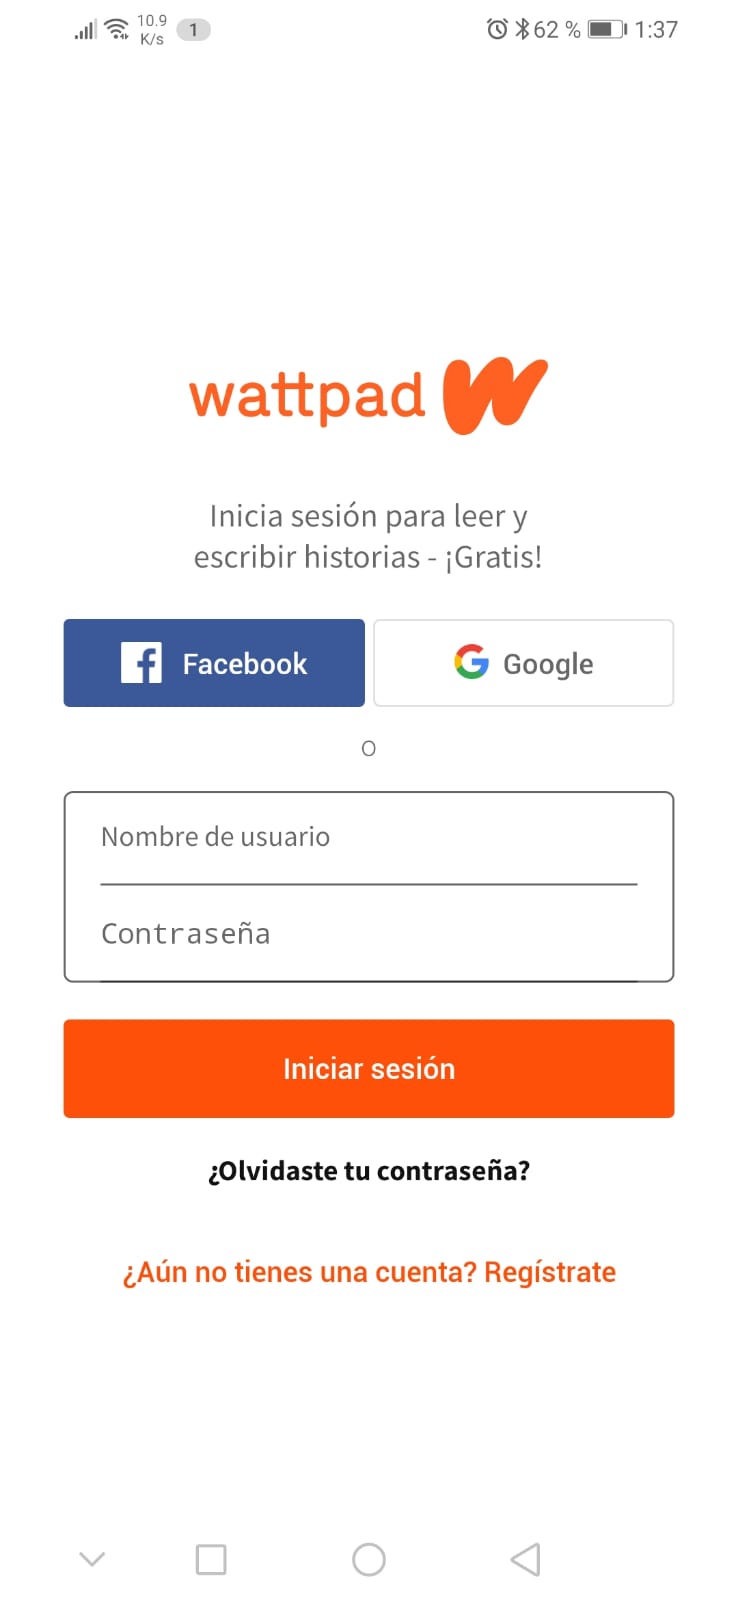 10.9
K/s
1
62 %
1:37
wattpad
Inicia sesión para leer y
escribir historias - ¡Gratis!
Facebook
Google
O
Nombre de usuario
Contraseña
Iniciar sesión
¿Olvidaste tu contraseña?
¿Aún no tienes una cuenta? Regístrate